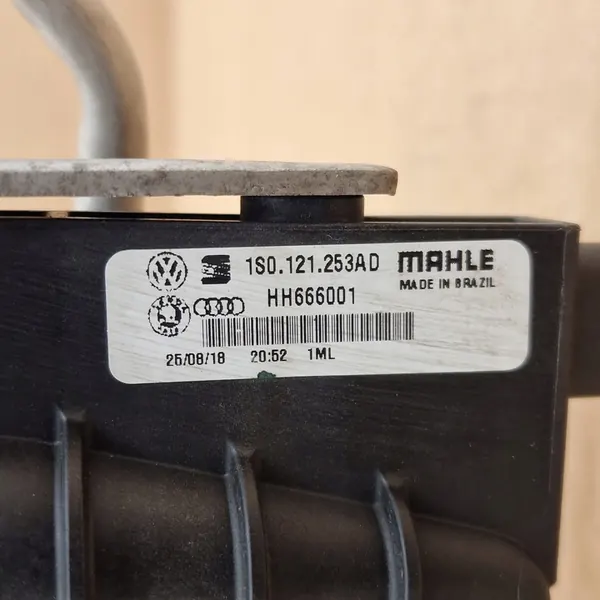 1S0.121.253AD MAHLE
HH666001 MADE IN BRAZIL
25/08/18 20:52 1ML